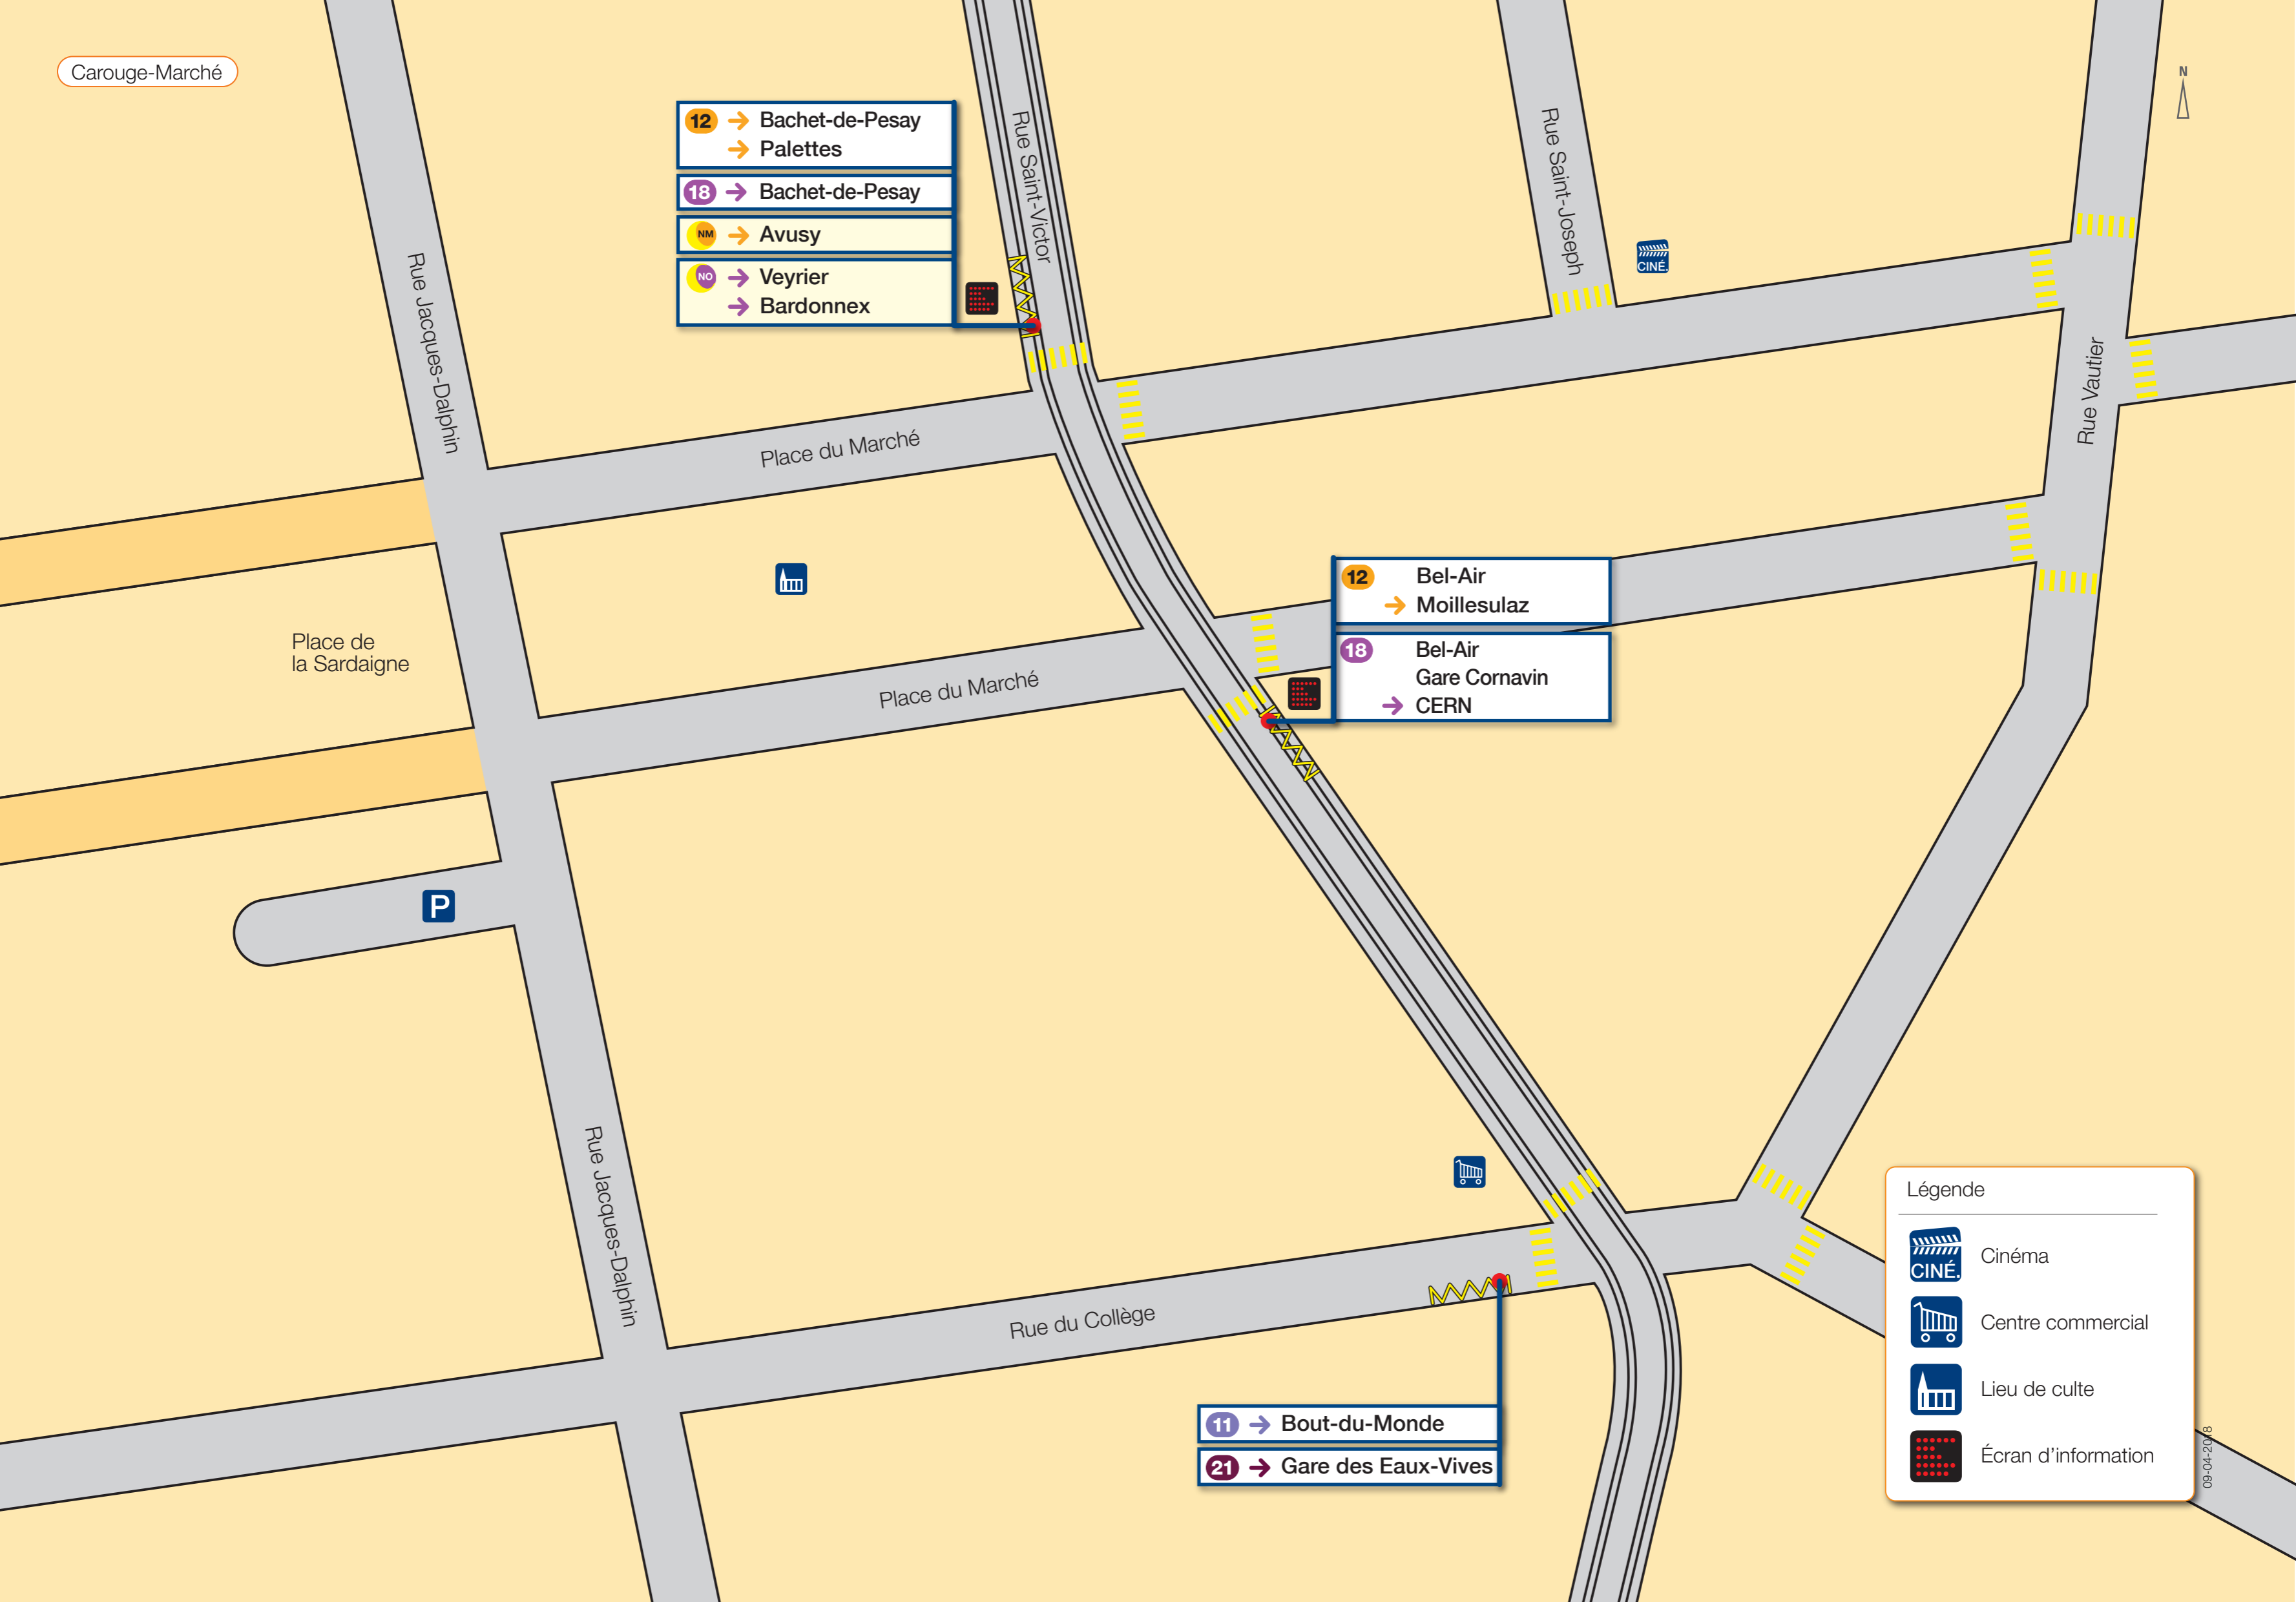 Carouge-Marché
N
12 → Bachet-de-Pesay
→ Palettes
18 → Bachet-de-Pesay
NM → Avusy
NO → Veyrier
→ Bardonnex
Rue Saint-Victor
Rue Saint-Joseph
CINÉ.
Rue Jacques-Dalphin
Rue Vautier
Place du Marché
12 Bel-Air
→ Moillesulaz
18 Bel-Air
Gare Cornavin
→ CERN
Place de
la Sardaigne
Place du Marché
P
Rue Jacques-Dalphin
Rue du Collège
11 → Bout-du-Monde
21 → Gare des Eaux-Vives
Légende
CINÉ. Cinéma
Centre commercial
Lieu de culte
Écran d'information
09-04-2018